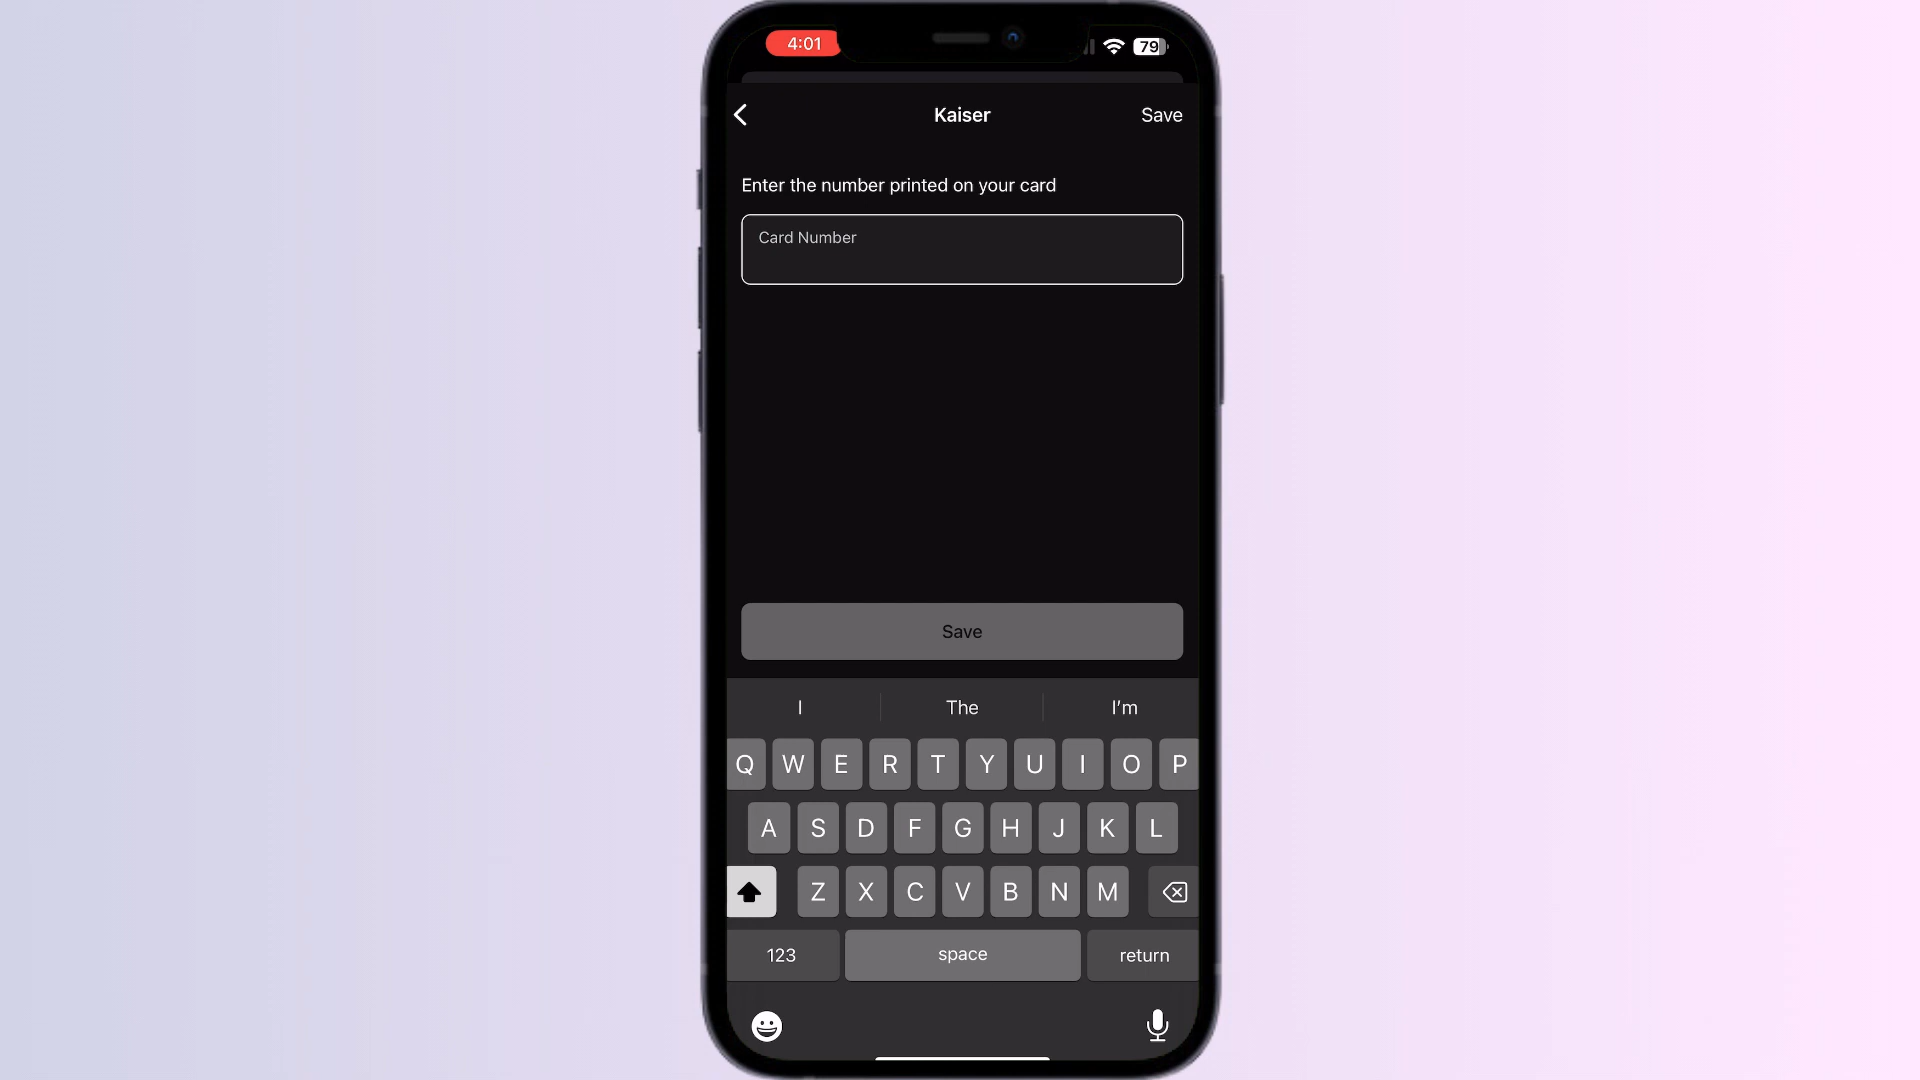 4:01
79
Kaiser
Save
Enter the number printed on your card
Card Number
Save
I
The
I'm
Q W E R T Y U I O P
A S D F G H J K L
Z X C V B N M
123
space
return